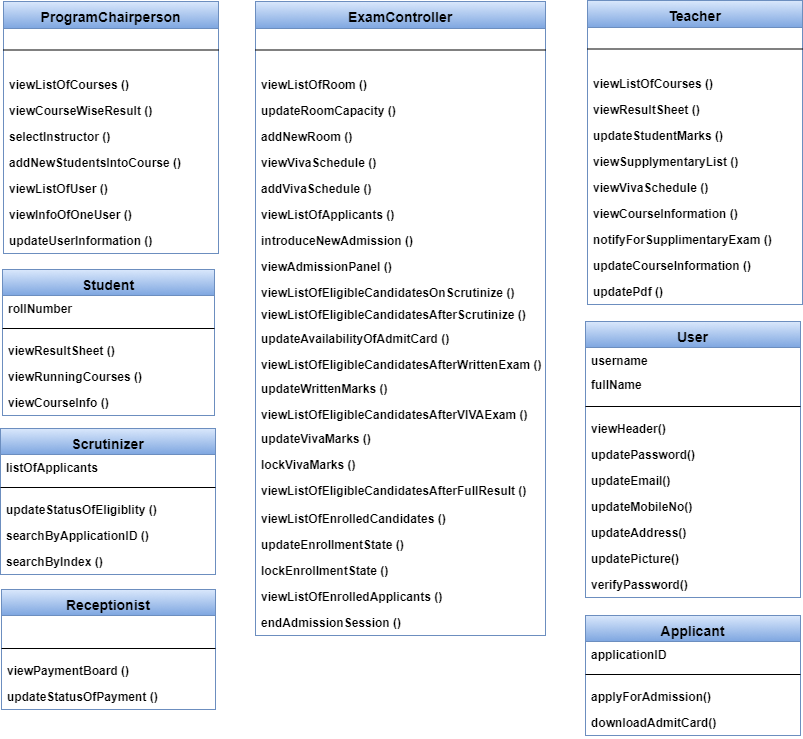 ProgramChairperson
viewListOfCourses ()
viewCourseWiseResult ()
selectInstructor ()
addNewStudentsIntoCourse ()
viewListOfUser ()
viewInfoOfOneUser ()
updateUserInformation ()
Student
rollNumber
viewResultSheet ()
viewRunningCourses ()
viewCourseInfo ()
Scrutinizer
listOfApplicants
updateStatusOfEligiblity ()
searchByApplicationID ()
searchByIndex ()
Receptionist
viewPaymentBoard ()
updateStatusOfPayment ()
ExamController
viewListOfRoom ()
updateRoomCapacity ()
addNewRoom ()
viewVivaSchedule ()
addVivaSchedule ()
viewListOfApplicants ()
introduceNewAdmission ()
viewAdmissionPanel ()
viewListOfEligibleCandidatesOnScrutinize ()
viewListOfEligibleCandidatesAfterScrutinize ()
updateAvailabilityOfAdmitCard ()
viewListOfEligibleCandidatesAfterWrittenExam ()
updateWrittenMarks ()
viewListOfEligibleCandidatesAfterVIVAExam ()
updateVivaMarks ()
lockVivaMarks ()
viewListOfEligibleCandidatesAfterFullResult ()
viewListOfEnrolledCandidates ()
updateEnrollmentState ()
lockEnrollmentState ()
viewListOfEnrolledApplicants ()
endAdmissionSession ()
Teacher
viewListOfCourses ()
viewResultSheet ()
updateStudentMarks ()
viewSupplymentaryList ()
viewVivaSchedule ()
viewCourseInformation ()
notifyForSupplimentaryExam ()
updateCourseInformation ()
updatePdf ()
User
username
fullName
viewHeader()
updatePassword()
updateEmail()
updateMobileNo()
updateAddress()
updatePicture()
verifyPassword()
Applicant
applicationID
applyForAdmission()
downloadAdmitCard()